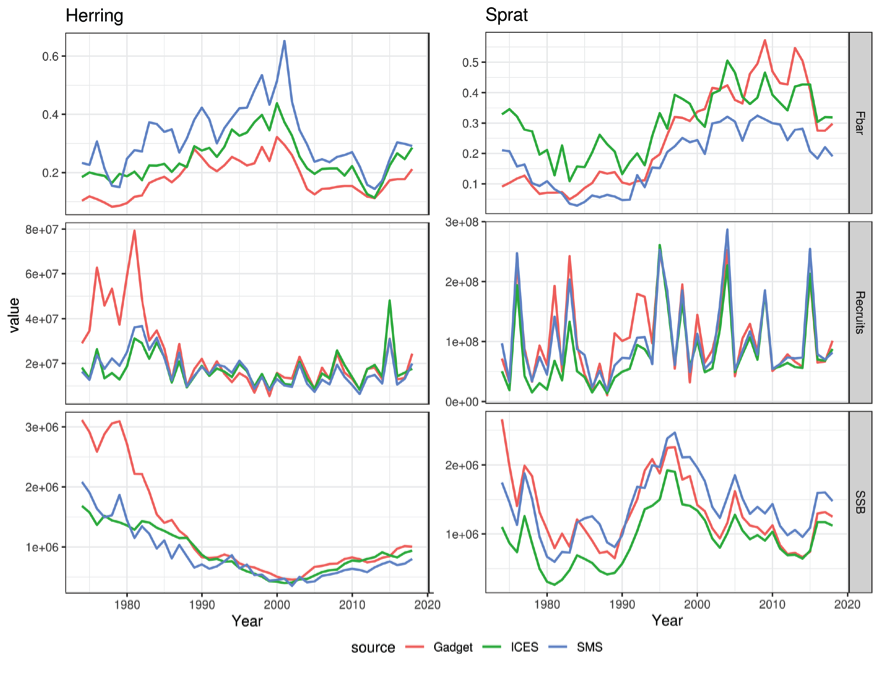 Herring
Sprat
0.6
0.4
0.2
0.5
0.4
0.3
0.2
0.1
Fbar
8e+07
6e+07
4e+07
2e+07
3e+08
2e+08
1e+08
0e+00
Recruits
value
3e+06
2e+06
1e+06
2e+06
1e+06
SSB
1980 1990 2000 2010 2020
1980 1990 2000 2010 2020
Year
Year
source Gadget ICES SMS